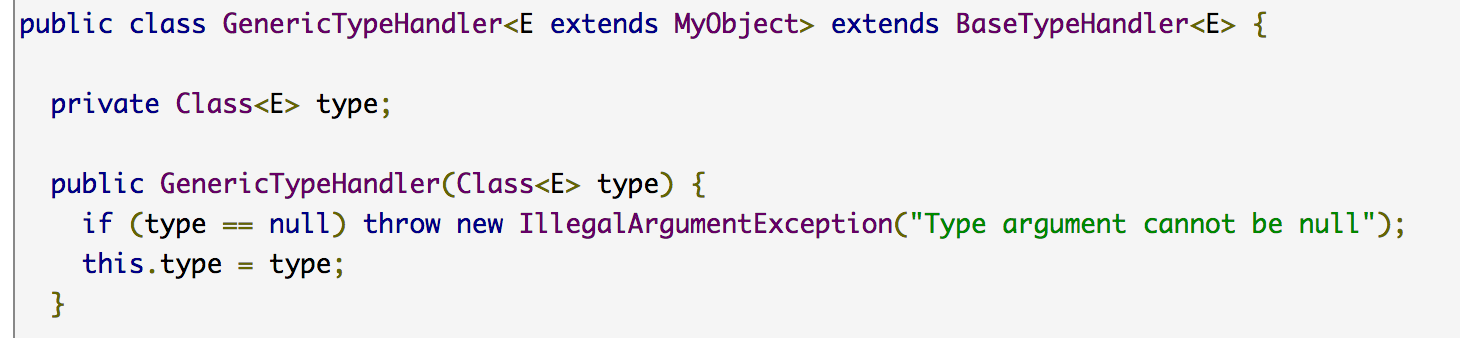 public class GenericTypeHandler<E extends MyObject> extends BaseTypeHandler<E> {
private Class<E> type;
public GenericTypeHandler(Class<E> type) {
if (type == null) throw new IllegalArgumentException("Type argument cannot be null");
this.type = type;
}